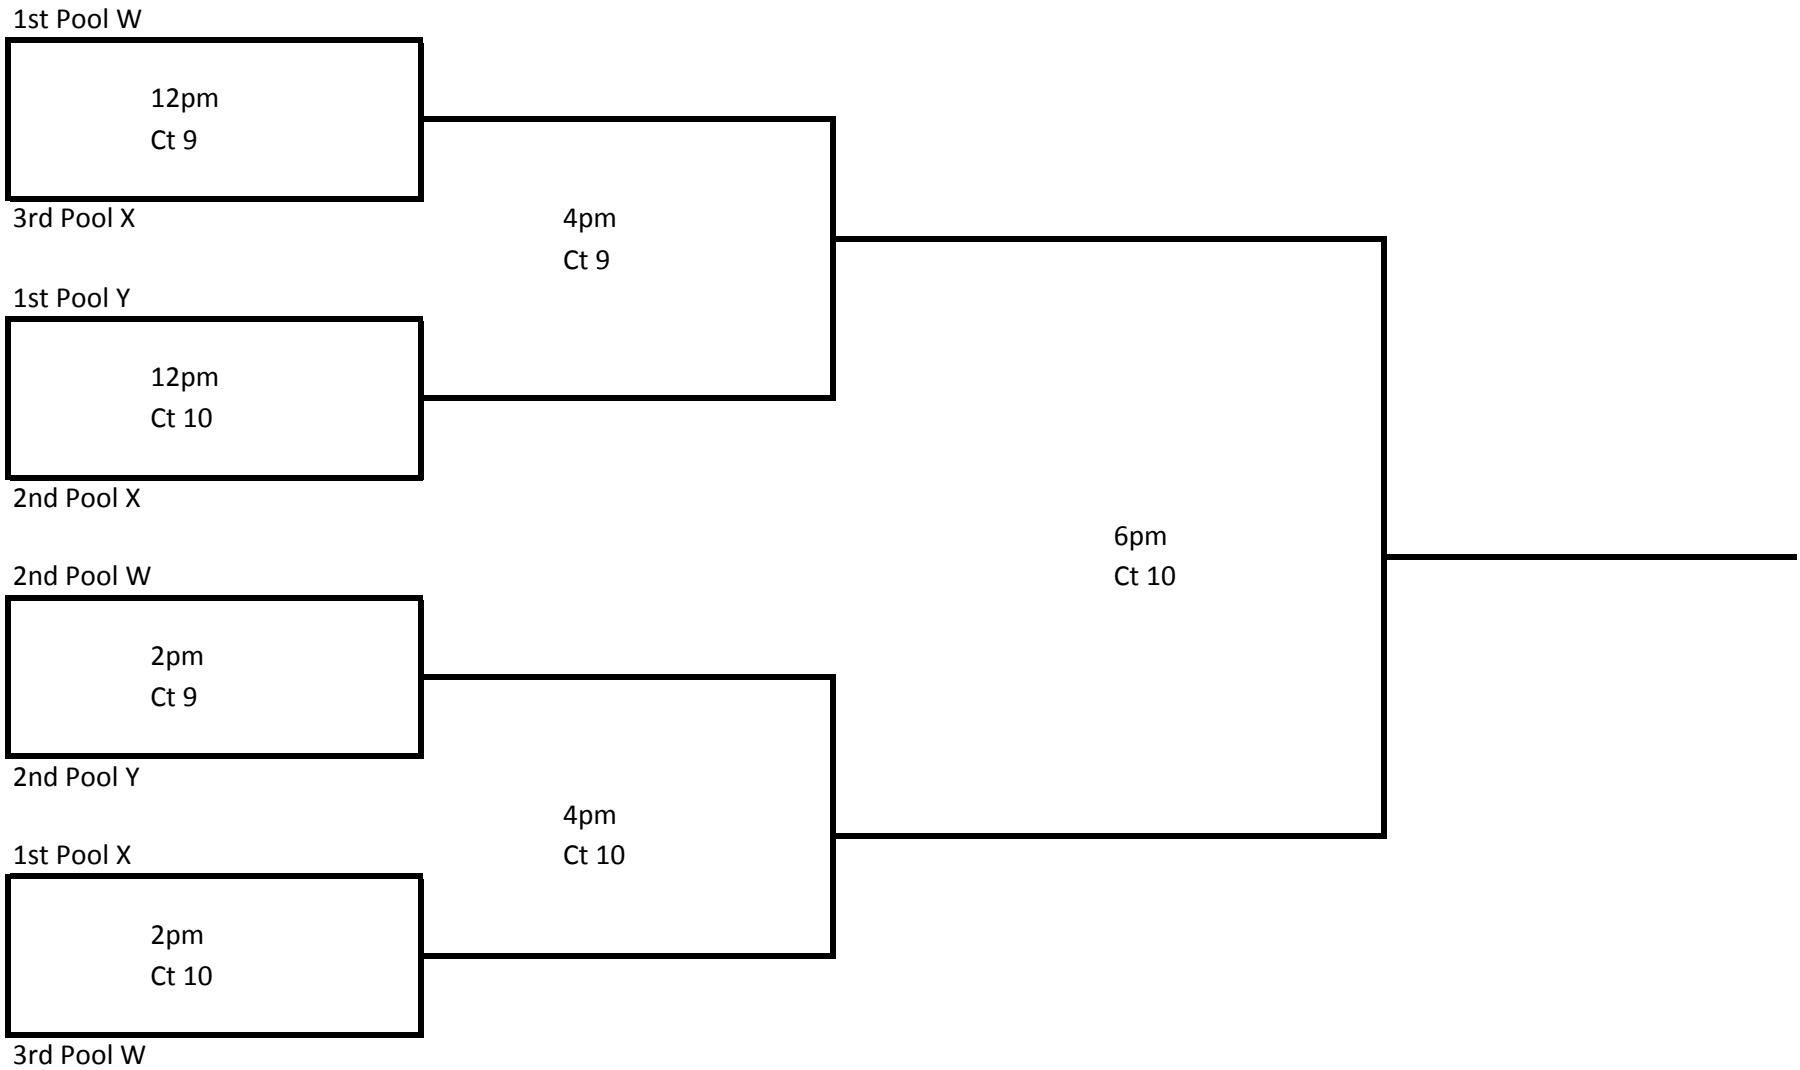 1st Pool W
12pm
Ct 9
3rd Pool X
4pm
Ct 9
1st Pool Y
12pm
Ct 10
2nd Pool X
6pm
Ct 10
2nd Pool W
2pm
Ct 9
2nd Pool Y
4pm
Ct 10
1st Pool X
2pm
Ct 10
3rd Pool W